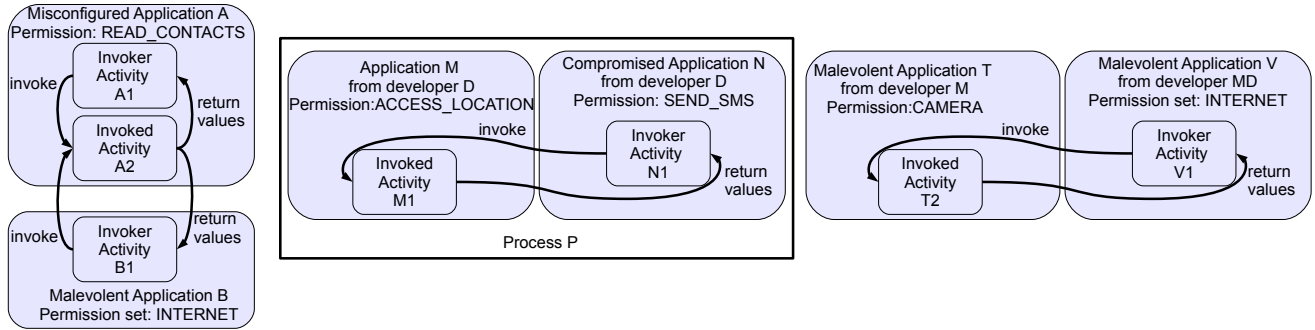 Misconfigured Application A
Permission: READ_CONTACTS
Invoker
Activity
A1
invoke
return
values
Invoked
Activity
A2
invoke
return
values
Invoker
Activity
B1
Malevolent Application B
Permission set: INTERNET
Application M
from developer D
Permission:ACCESS_LOCATION
Compromised Application N
from developer D
Permission: SEND_SMS
invoke
Invoker
Activity
N1
Invoked
Activity
M1
return
values
Process P
Malevolent Application T
from developer M
Permission:CAMERA
Malevolent Application V
from developer MD
Permission set: INTERNET
invoke
Invoker
Activity
V1
Invoked
Activity
T2
return
values